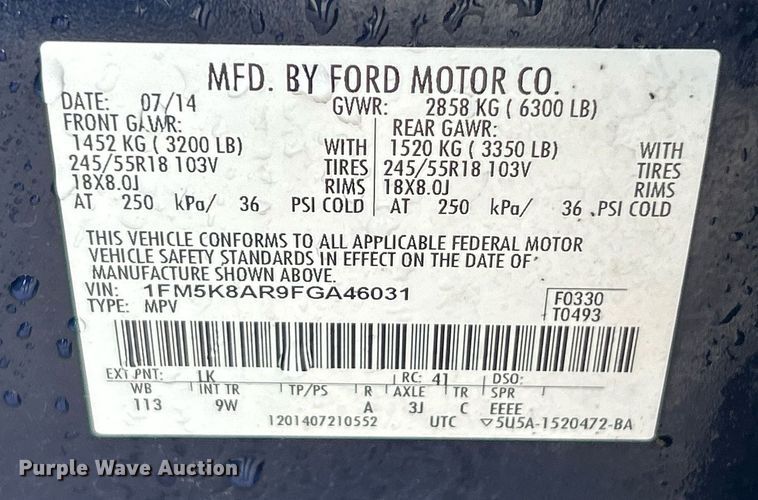 MFD. BY FORD MOTOR CO.
DATE: 07/14 GVWR: 2858 KG ( 6300 LB)
FRONT GAWR: REAR GAWR:
1452 KG ( 3200 LB) WITH 1520 KG ( 3350 LB) WITH
245/55R18 103V TIRES 245/55R18 103V TIRES
18X8.0J RIMS 18X8.0J RIMS
AT 250 kPa/ 36 PSI COLD AT 250 kPa/ 36 PSI COLD
THIS VEHICLE CONFORMS TO ALL APPLICABLE FEDERAL MOTOR
VEHICLE SAFETY STANDARDS IN EFFECT ON THE DATE OF
MANUFACTURE SHOWN ABOVE.
VIN: 1FM5K8AR9FGA46031 F0330
TYPE: MPV T0493
EXT PNT: LK RC: 41 DSO:
WB INT TR TP/PS R AXLE TR SPR
113 9W A 3J C EEEE
1201407210552 UTC ▽5U5A-1520472-BA
Purple Wave Auction